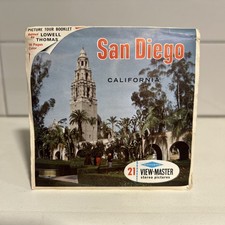 PICTURE TOUR BOOKLET
LOWELL
THOMAS
San Diego
CALIFORNIA
21
VIEW-MASTER
stereo pictures